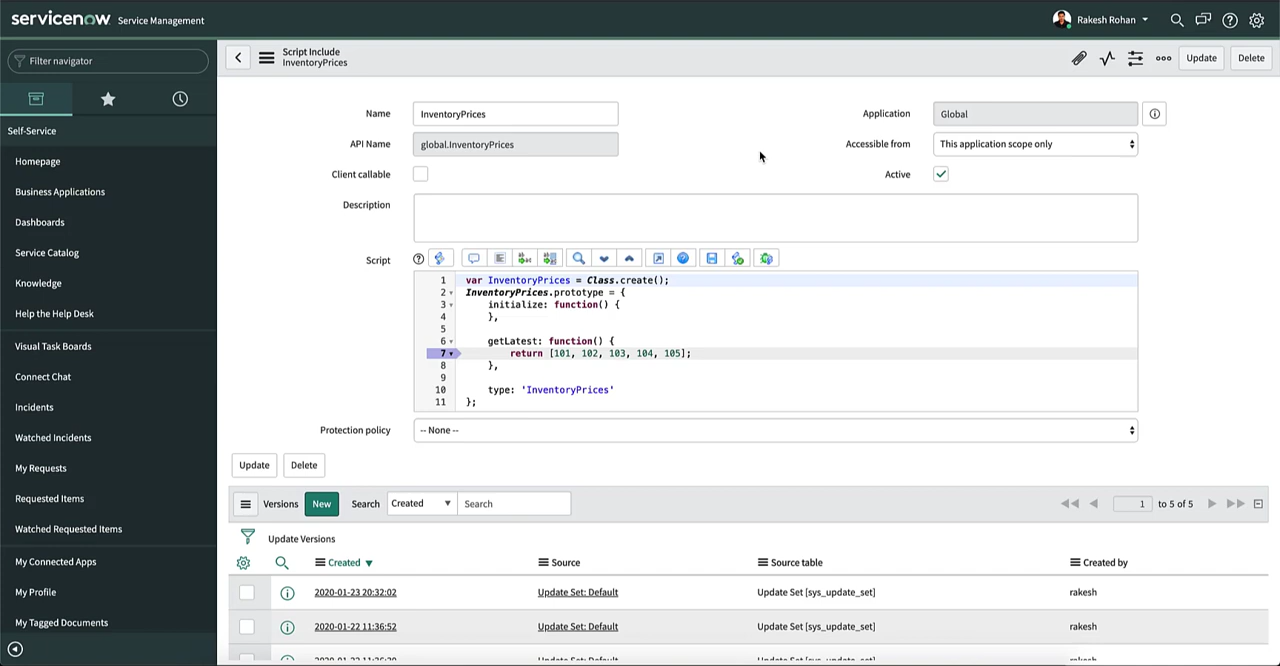 servicenow Service Management
Rakesh Rohan
Filter navigator
Self-Service
Homepage
Business Applications
Dashboards
Service Catalog
Knowledge
Help the Help Desk
Visual Task Boards
Connect Chat
Incidents
Watched Incidents
My Requests
Requested Items
Watched Requested Items
My Connected Apps
My Profile
My Tagged Documents
Script Include
InventoryPrices
Update
Delete
Name
InventoryPrices
Application
Global
API Name
global.InventoryPrices
Accessible from
This application scope only
Client callable
Active
Description
Script
1 var InventoryPrices = Class.create();
2 InventoryPrices.prototype = {
3 initialize: function() {
4 },
5
6 getLatest: function() {
7 return [101, 102, 103, 104, 105];
8 },
9
10 type: 'InventoryPrices'
11 };
Protection policy
-- None --
Update
Delete
Versions
New
Search
Created
Search
1 to 5 of 5
Update Versions
Created
Source
Source table
Created by
2020-01-23 20:32:02
Update Set: Default
Update Set [sys_update_set]
rakesh
2020-01-22 11:36:52
Update Set: Default
Update Set [sys_update_set]
rakesh